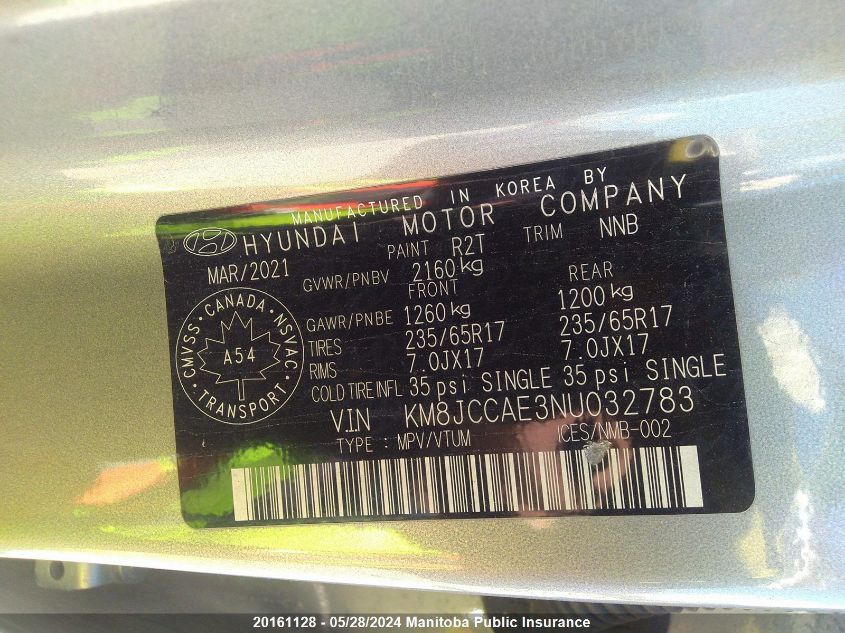 MANUFACTURED IN KOREA BY
HYUNDAI MOTOR COMPANY
MAR/2021 PAINT R2T TRIM NNB
GVWR/PNBV 2160 kg
FRONT REAR
GAWR/PNBE 1260 kg 1200 kg
TIRES 235/65R17 235/65R17
RIMS 7.0JX17 7.0JX17
COLD TIRE INFL 35 psi SINGLE 35 psi SINGLE
V.I.N KM8JCCAE3NU032783
TYPE : MPV/VTUM ICES/NMB-002
CMVSS · CANADA · NSVAC
A54
· TRANSPORT ·
20161128 - 05/28/2024 Manitoba Public Insurance